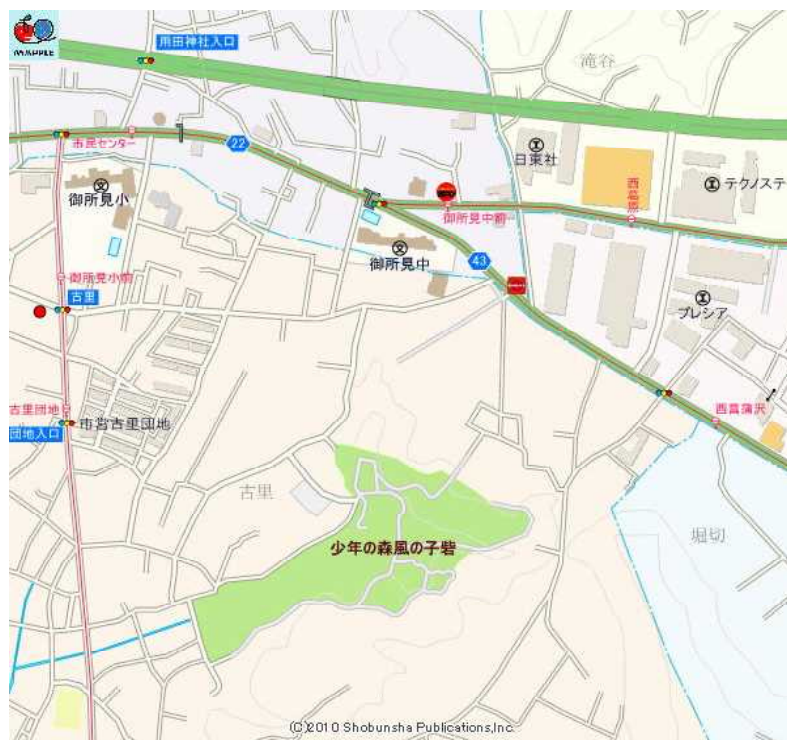 MAPPLE
用田神社入口
滝谷
市民センター
22
日東社
西葛原
テクノステ
御所見小
御所見中前
御所見中
43
御所見小前
古里
プレシア
古里団地
市営古里団地
団地入口
西菖蒲沢
古里
堀切
少年の森風の子砦
(C)2010 Shobunsha Publications,Inc.